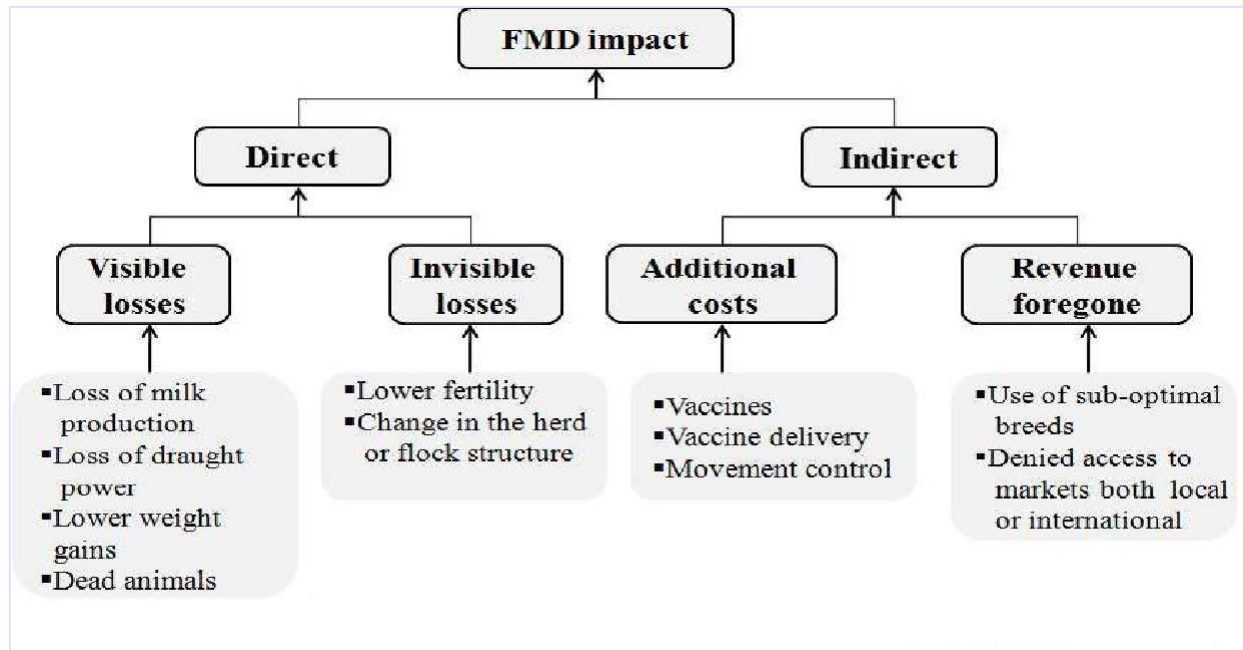 FMD impact
Direct
Indirect
Visible
losses
Invisible
losses
Additional
costs
Revenue
foregone
▪Loss of milk
production
▪Loss of draught
power
▪Lower weight
gains
▪Dead animals
▪Lower fertility
▪Change in the herd
or flock structure
▪Vaccines
▪Vaccine delivery
▪Movement control
▪Use of sub-optimal
breeds
▪Denied access to
markets both local
or international